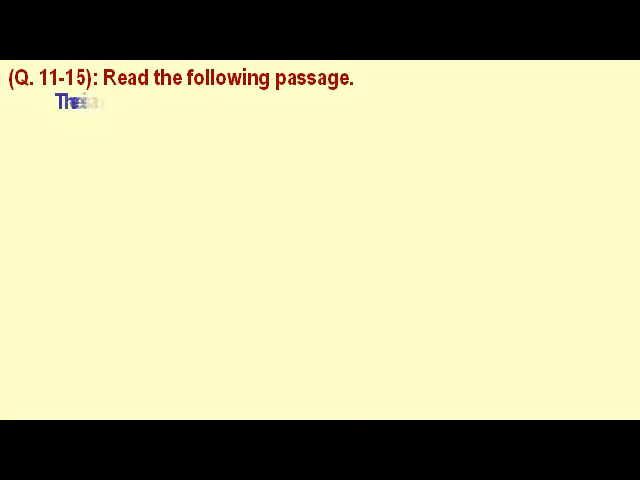 (Q. 11-15): Read the following passage.